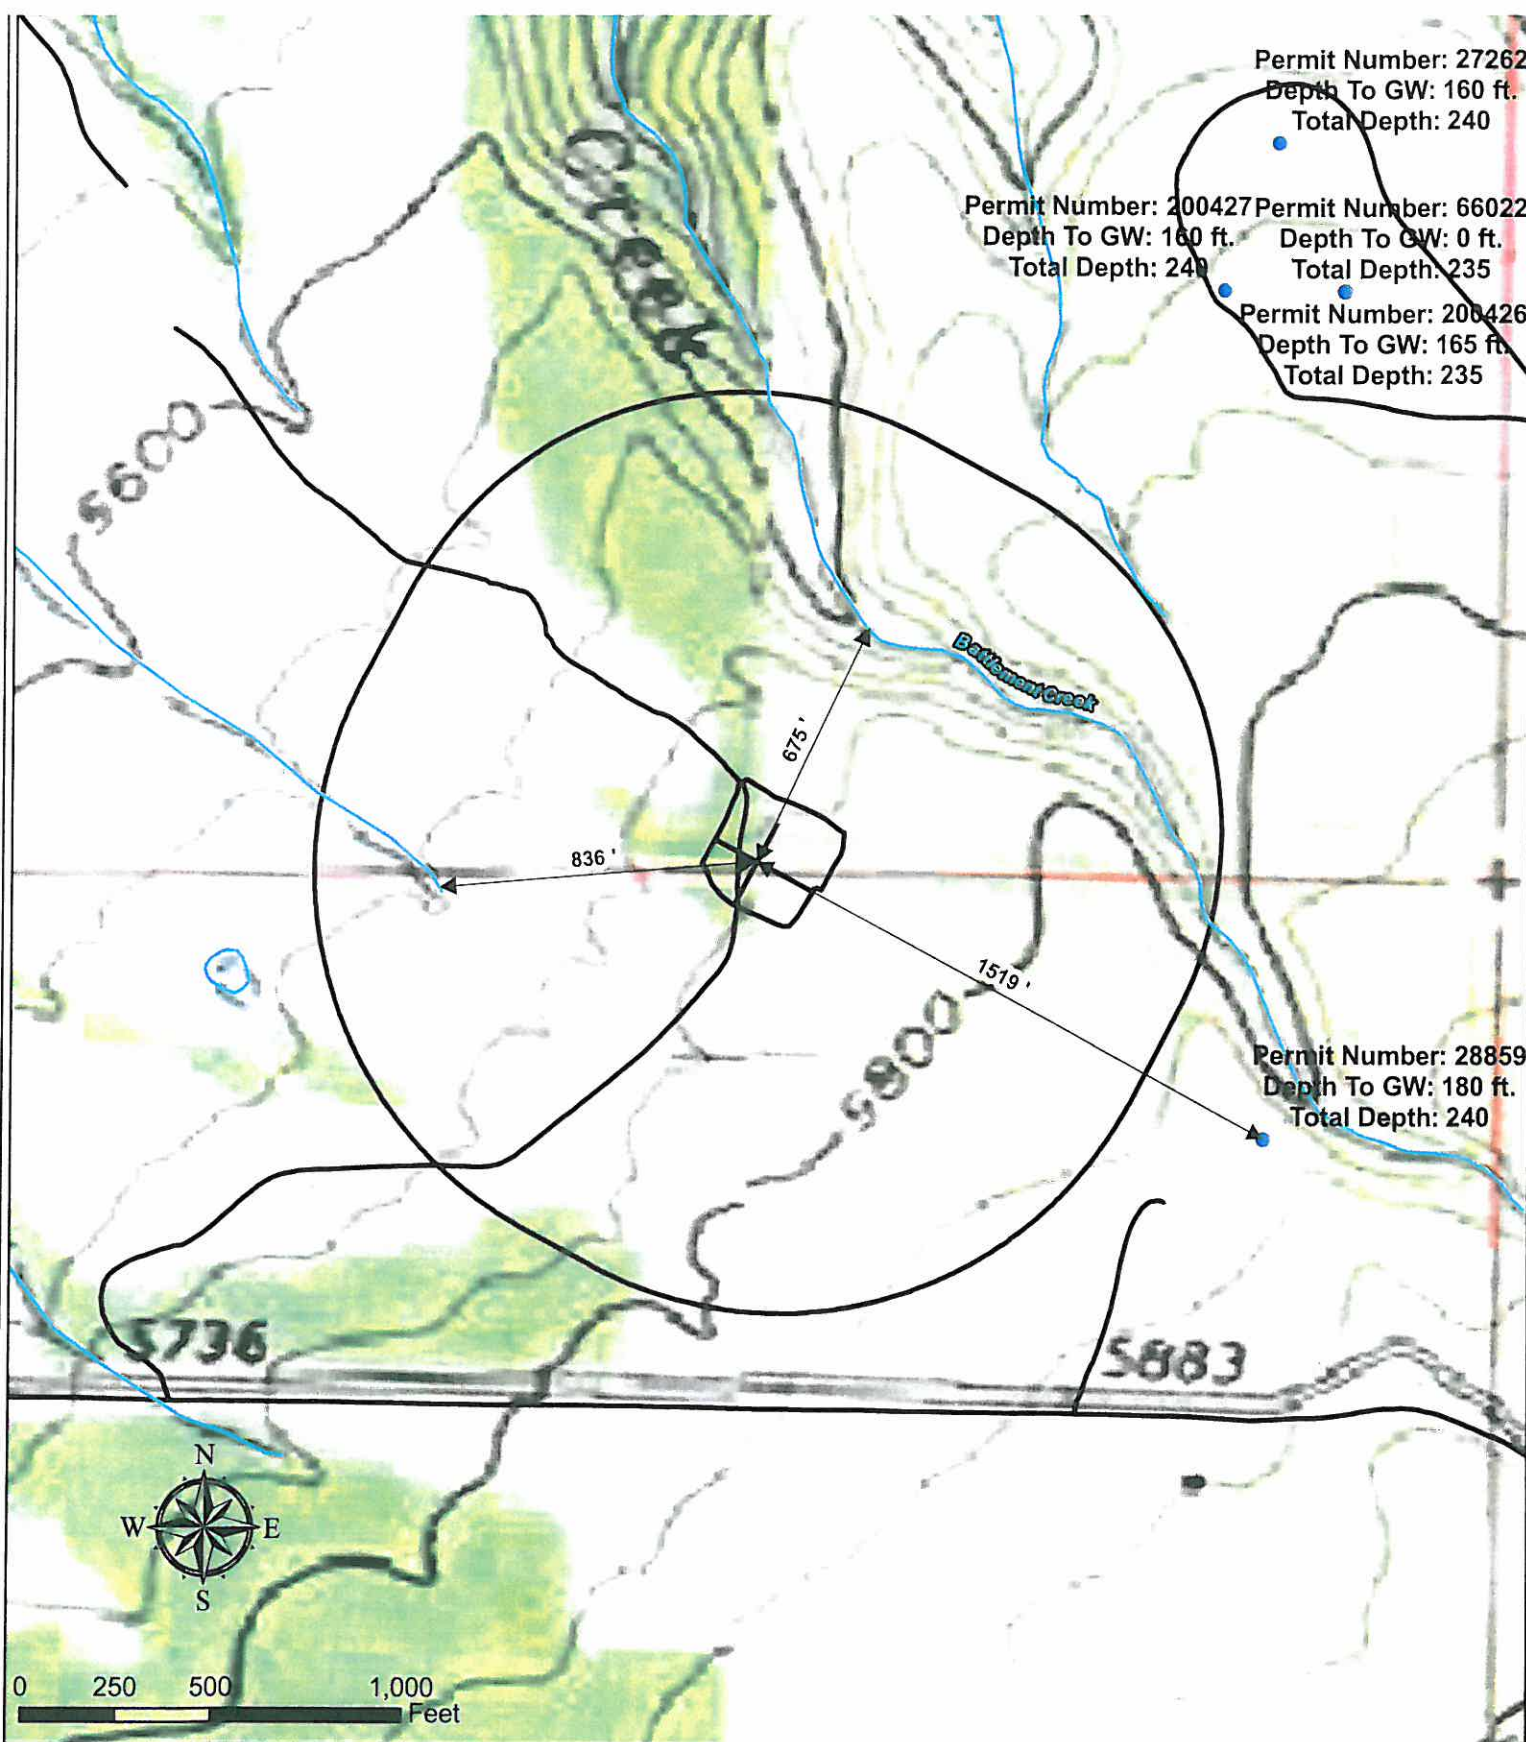 Permit Number: 27262
Depth To GW: 160 ft.
Total Depth: 240
Permit Number: 200427
Depth To GW: 160 ft.
Total Depth: 240
Permit Number: 66022
Depth To GW: 0 ft.
Total Depth: 235
Permit Number: 200426
Depth To GW: 165 ft.
Total Depth: 235
Creek
5600
Battlement Creek
675 '
836 '
1519 '
5800
Permit Number: 28859
Depth To GW: 180 ft.
Total Depth: 240
5736
5883
N
W E
S
0 250 500 1,000
Feet